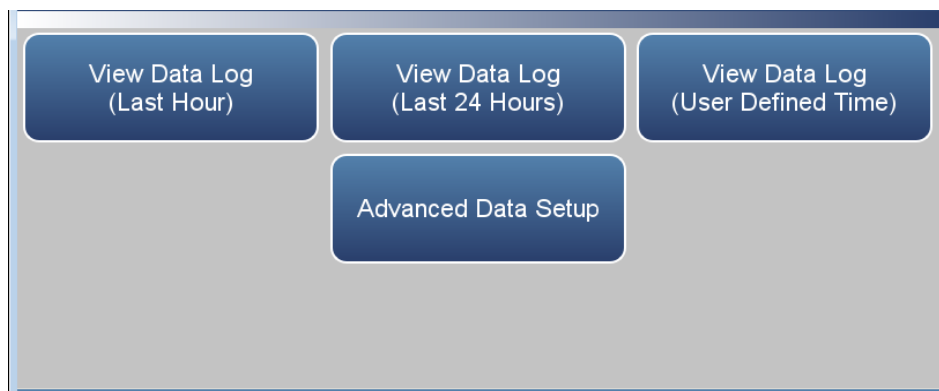 View Data Log
(Last Hour)
View Data Log
(Last 24 Hours)
View Data Log
(User Defined Time)
Advanced Data Setup